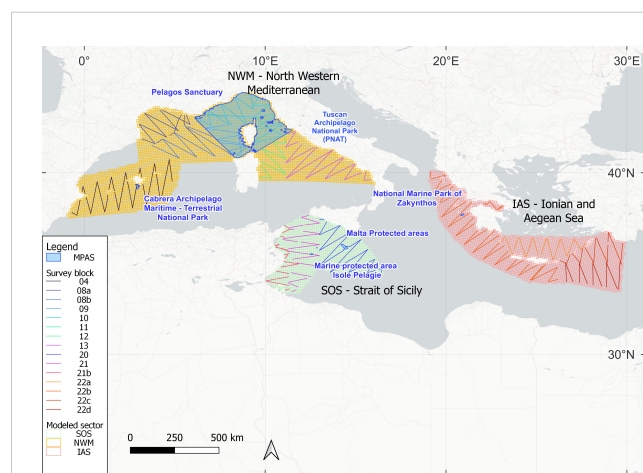 0°
10°E
20°E
30°E
NWM - North Western
Mediterranean
Pelagos Sanctuary
Tuscan
Archipelago
National Park
(PNAT)
40°N
National Marine Park of
Zakynthos
Cabrera Archipelago
Maritime - Terrestrial
National Park
IAS - Ionian and
Aegean Sea
Malta Protected areas
Marine protected area
Isole Pelagie
SOS - Strait of Sicily
30°N
Legend
MPAS
Survey block
04
08a
08b
09
10
11
12
13
20
21
21b
22a
22b
22c
22d
Modeled sector
SOS
NWM
IAS
0 250 500 km